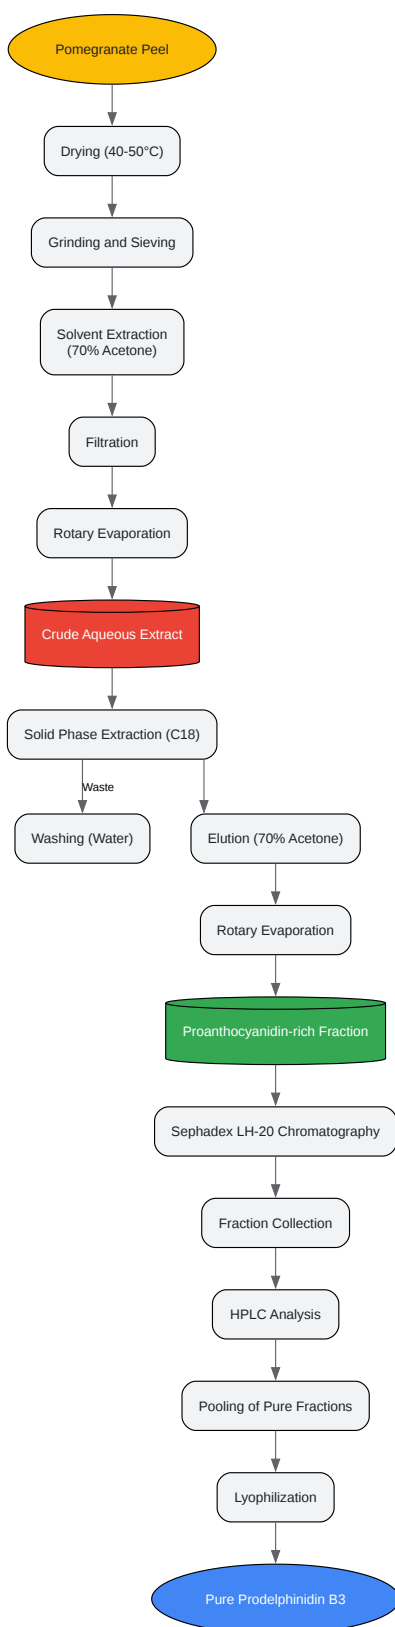 Pomegranate Peel
Drying (40-50°C)
Grinding and Sieving
Solvent Extraction
(70% Acetone)
Filtration
Rotary Evaporation
Crude Aqueous Extract
Solid Phase Extraction (C18)
Waste
Washing (Water)
Elution (70% Acetone)
Rotary Evaporation
Proanthocyanidin-rich Fraction
Sephadex LH-20 Chromatography
Fraction Collection
HPLC Analysis
Pooling of Pure Fractions
Lyophilization
Pure Prodelphinidin B3